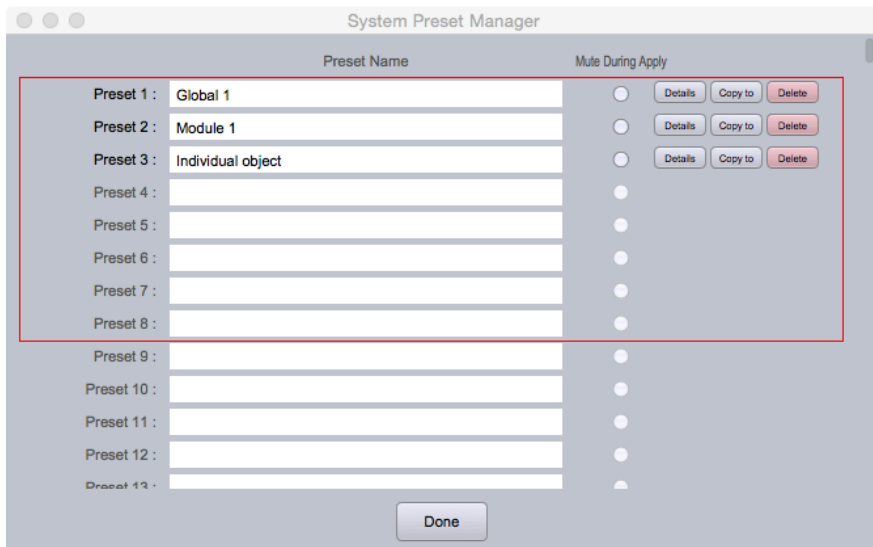 System Preset Manager
Preset Name Mute During Apply
Preset 1 : Global 1 Details Copy to Delete
Preset 2 : Module 1 Details Copy to Delete
Preset 3 : Individual object Details Copy to Delete
Preset 4 :
Preset 5 :
Preset 6 :
Preset 7 :
Preset 8 :
Preset 9 :
Preset 10 :
Preset 11 :
Preset 12 :
Preset 13 :
Done